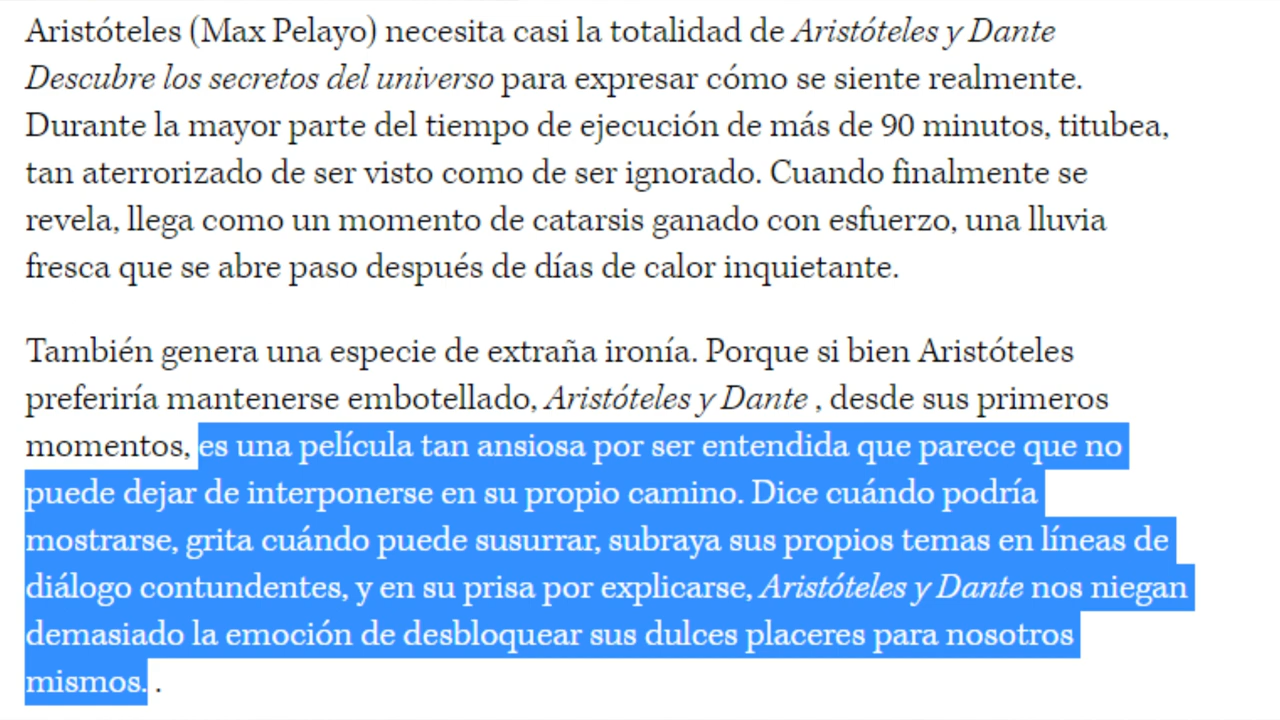 Aristóteles (Max Pelayo) necesita casi la totalidad de Aristóteles y Dante
Descubre los secretos del universo para expresar cómo se siente realmente.
Durante la mayor parte del tiempo de ejecución de más de 90 minutos, titubea,
tan aterrorizado de ser visto como de ser ignorado. Cuando finalmente se
revela, llega como un momento de catarsis ganado con esfuerzo, una lluvia
fresca que se abre paso después de días de calor inquietante.
También genera una especie de extraña ironía. Porque si bien Aristóteles
preferiría mantenerse embotellado, Aristóteles y Dante , desde sus primeros
momentos, es una película tan ansiosa por ser entendida que parece que no
puede dejar de interponerse en su propio camino. Dice cuándo podría
mostrarse, grita cuándo puede susurrar, subraya sus propios temas en líneas de
diálogo contundentes, y en su prisa por explicarse, Aristóteles y Dante nos niegan
demasiado la emoción de desbloquear sus dulces placeres para nosotros
mismos. .